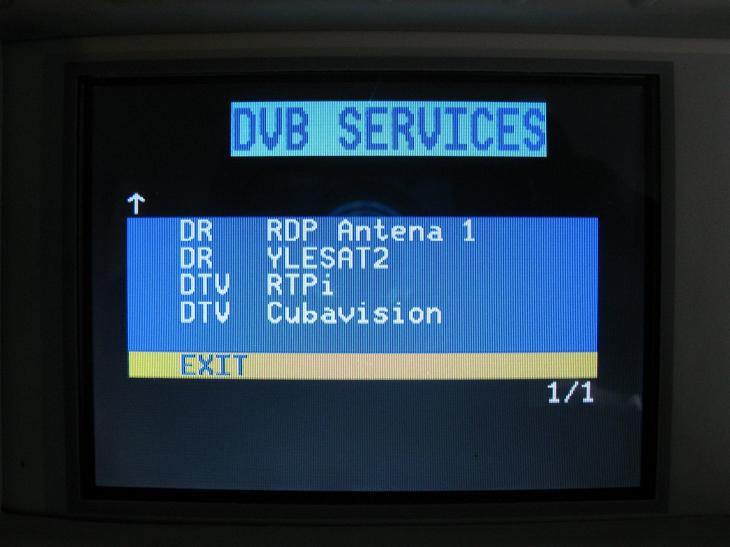 DVB SERVICES
↑
DR RDP Antena 1
DR YLESAT2
DTV RTPi
DTV Cubavision
EXIT
1/1